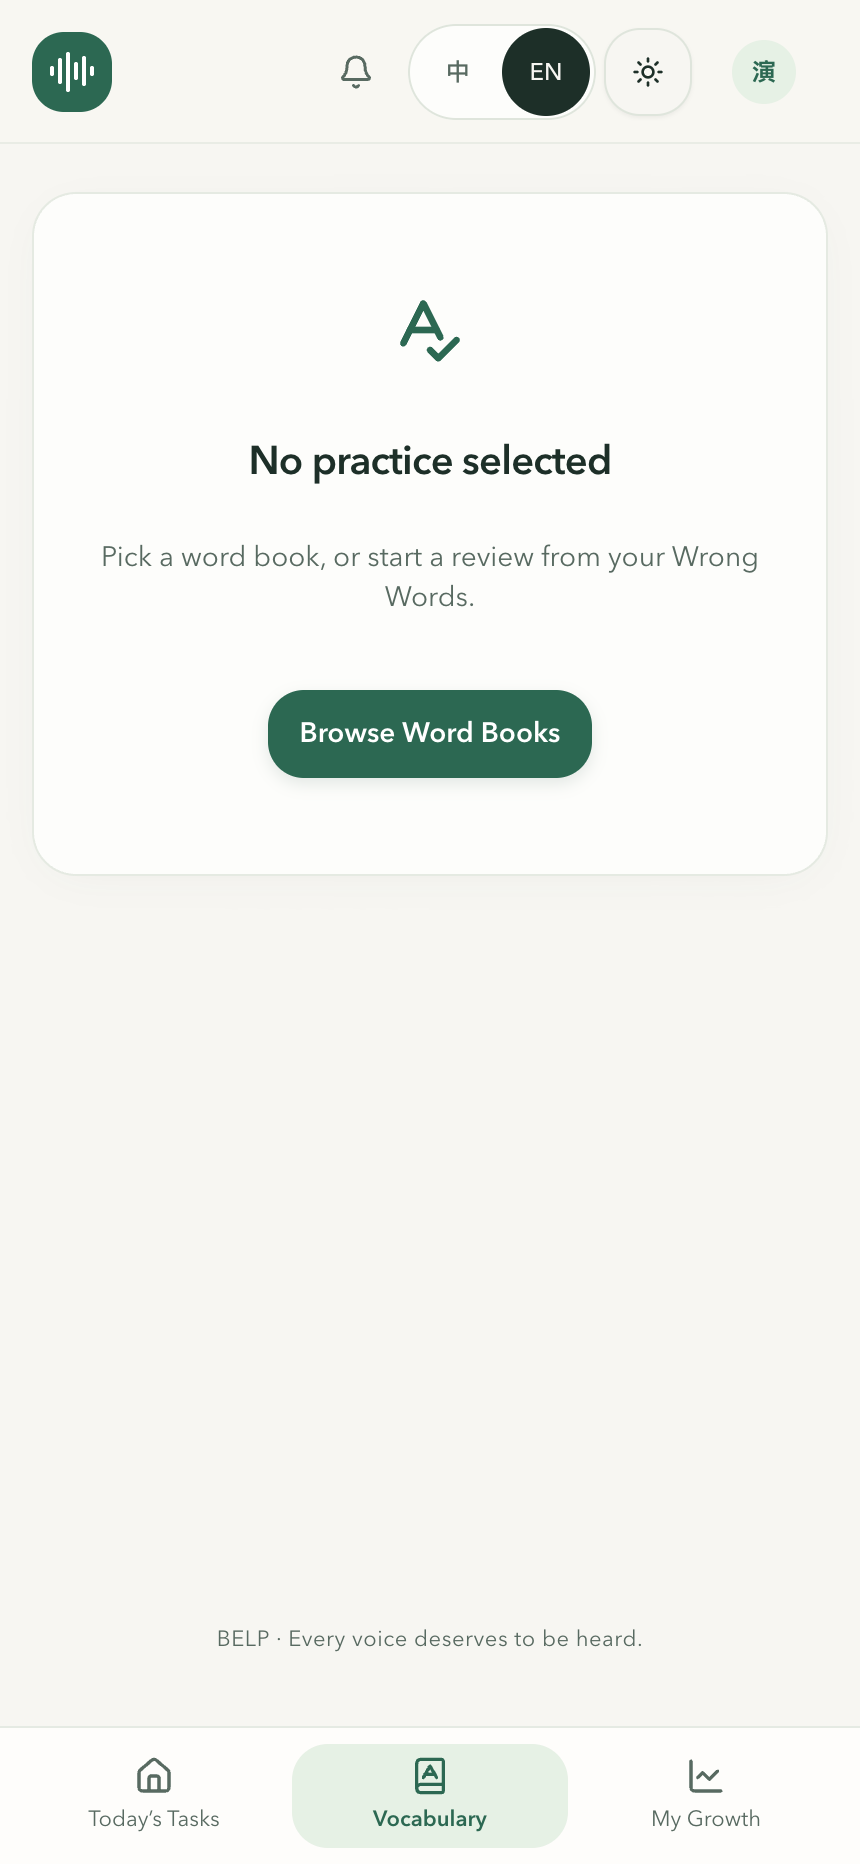 中 EN 演
No practice selected
Pick a word book, or start a review from your Wrong
Words.
Browse Word Books
BELP · Every voice deserves to be heard.
Today’s Tasks Vocabulary My Growth